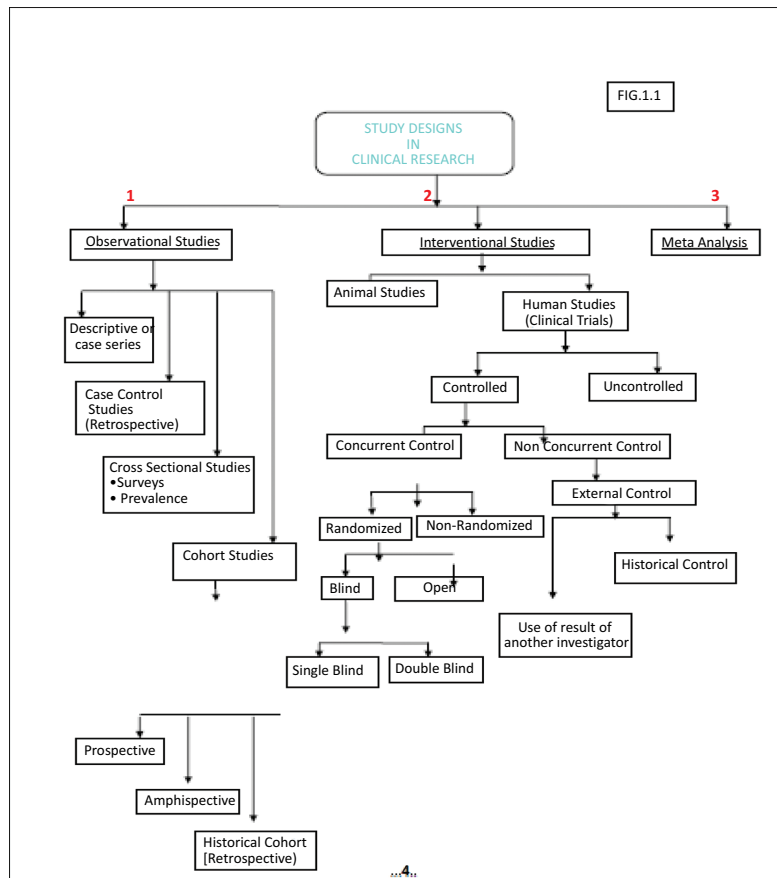 FIG.1.1
STUDY DESIGNS
IN
CLINICAL RESEARCH
1
2
3
Observational Studies
Interventional Studies
Meta Analysis
Animal Studies
Human Studies
(Clinical Trials)
Descriptive or
case series
Case Control
Studies
(Retrospective)
Controlled
Uncontrolled
Concurrent Control
Non Concurrent Control
Cross Sectional Studies
•Surveys
• Prevalence
External Control
Randomized
Non-Randomized
Cohort Studies
Historical Control
Blind
Open
Use of result of
another investigator
Single Blind
Double Blind
Prospective
Amphispective
Historical Cohort
[Retrospective)
...4..